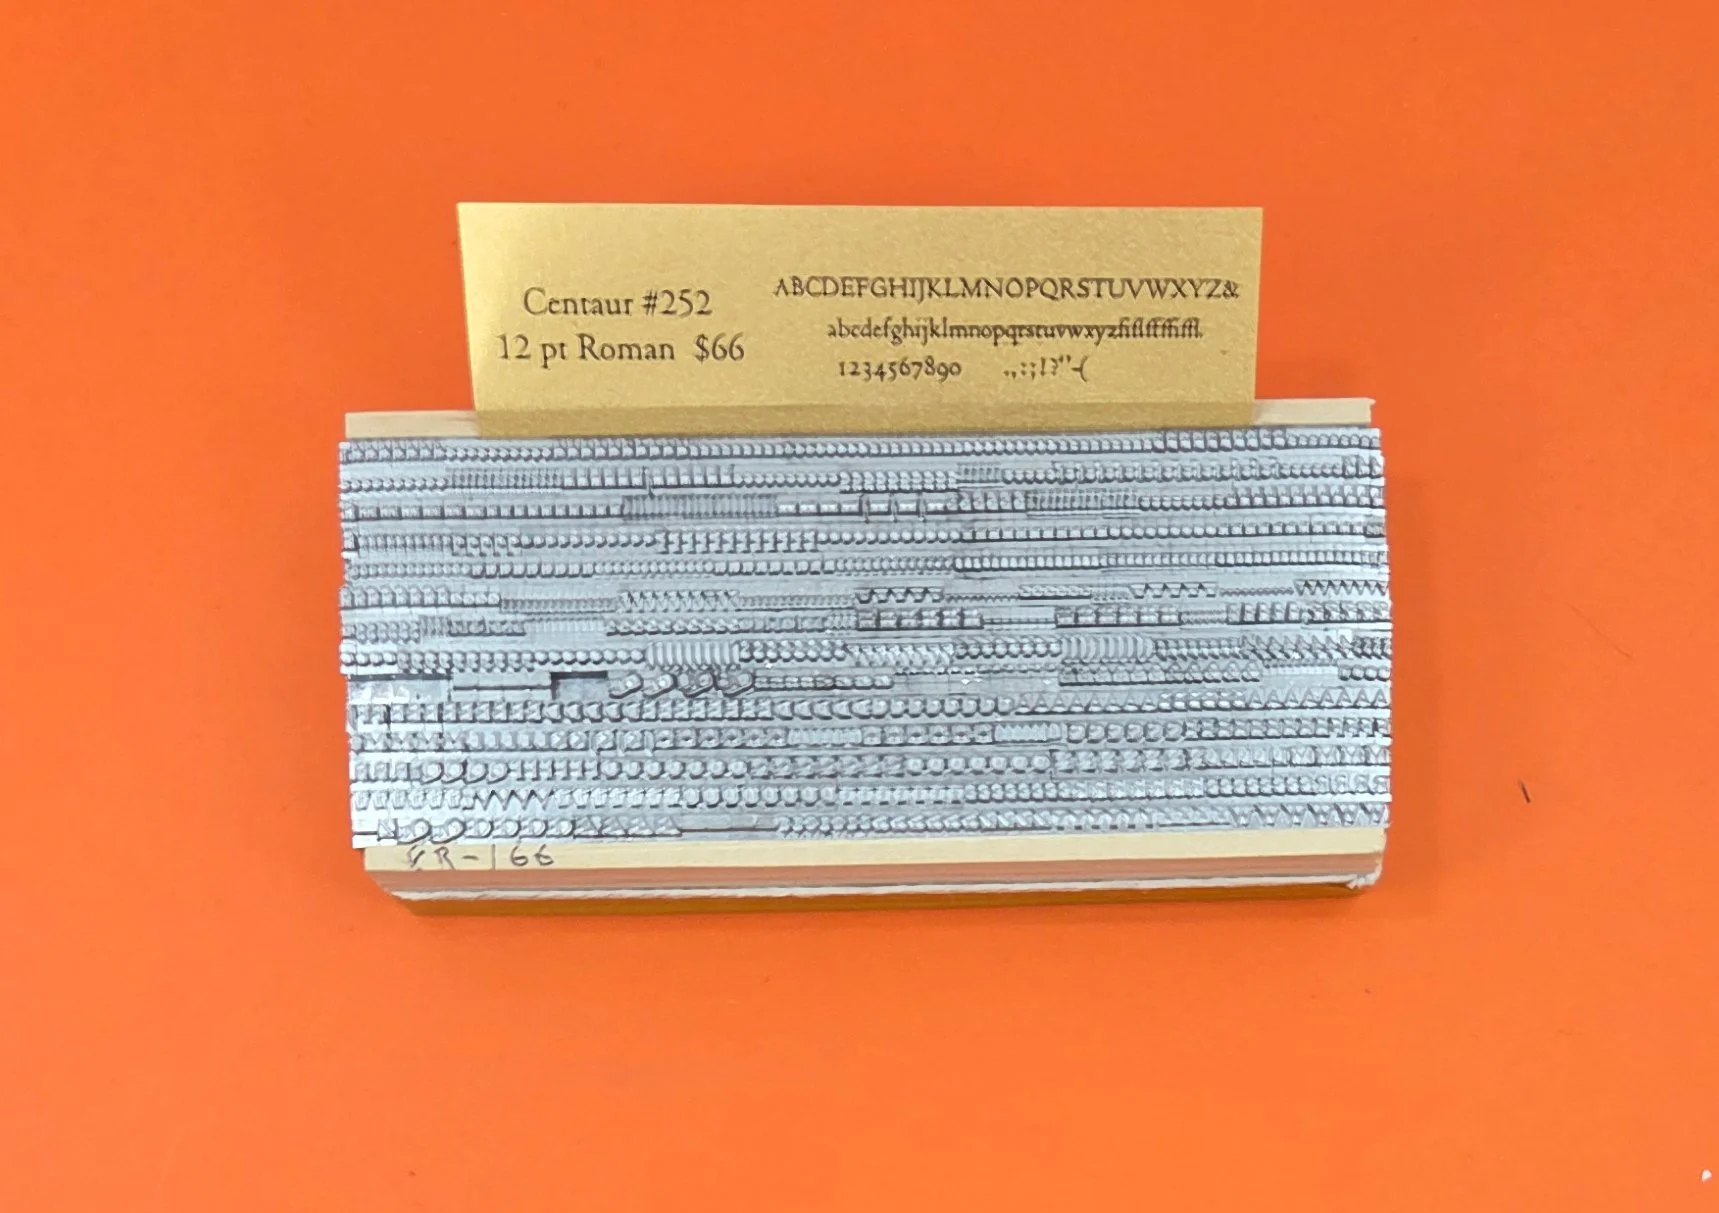 Centaur #252
12 pt Roman $66
ABCDEFGHIJKLMNOPQRSTUVWXYZ&
abcdefghijklmnopqrstuvwxyzfiflffffiffl
1234567890 .,:;!?''-(